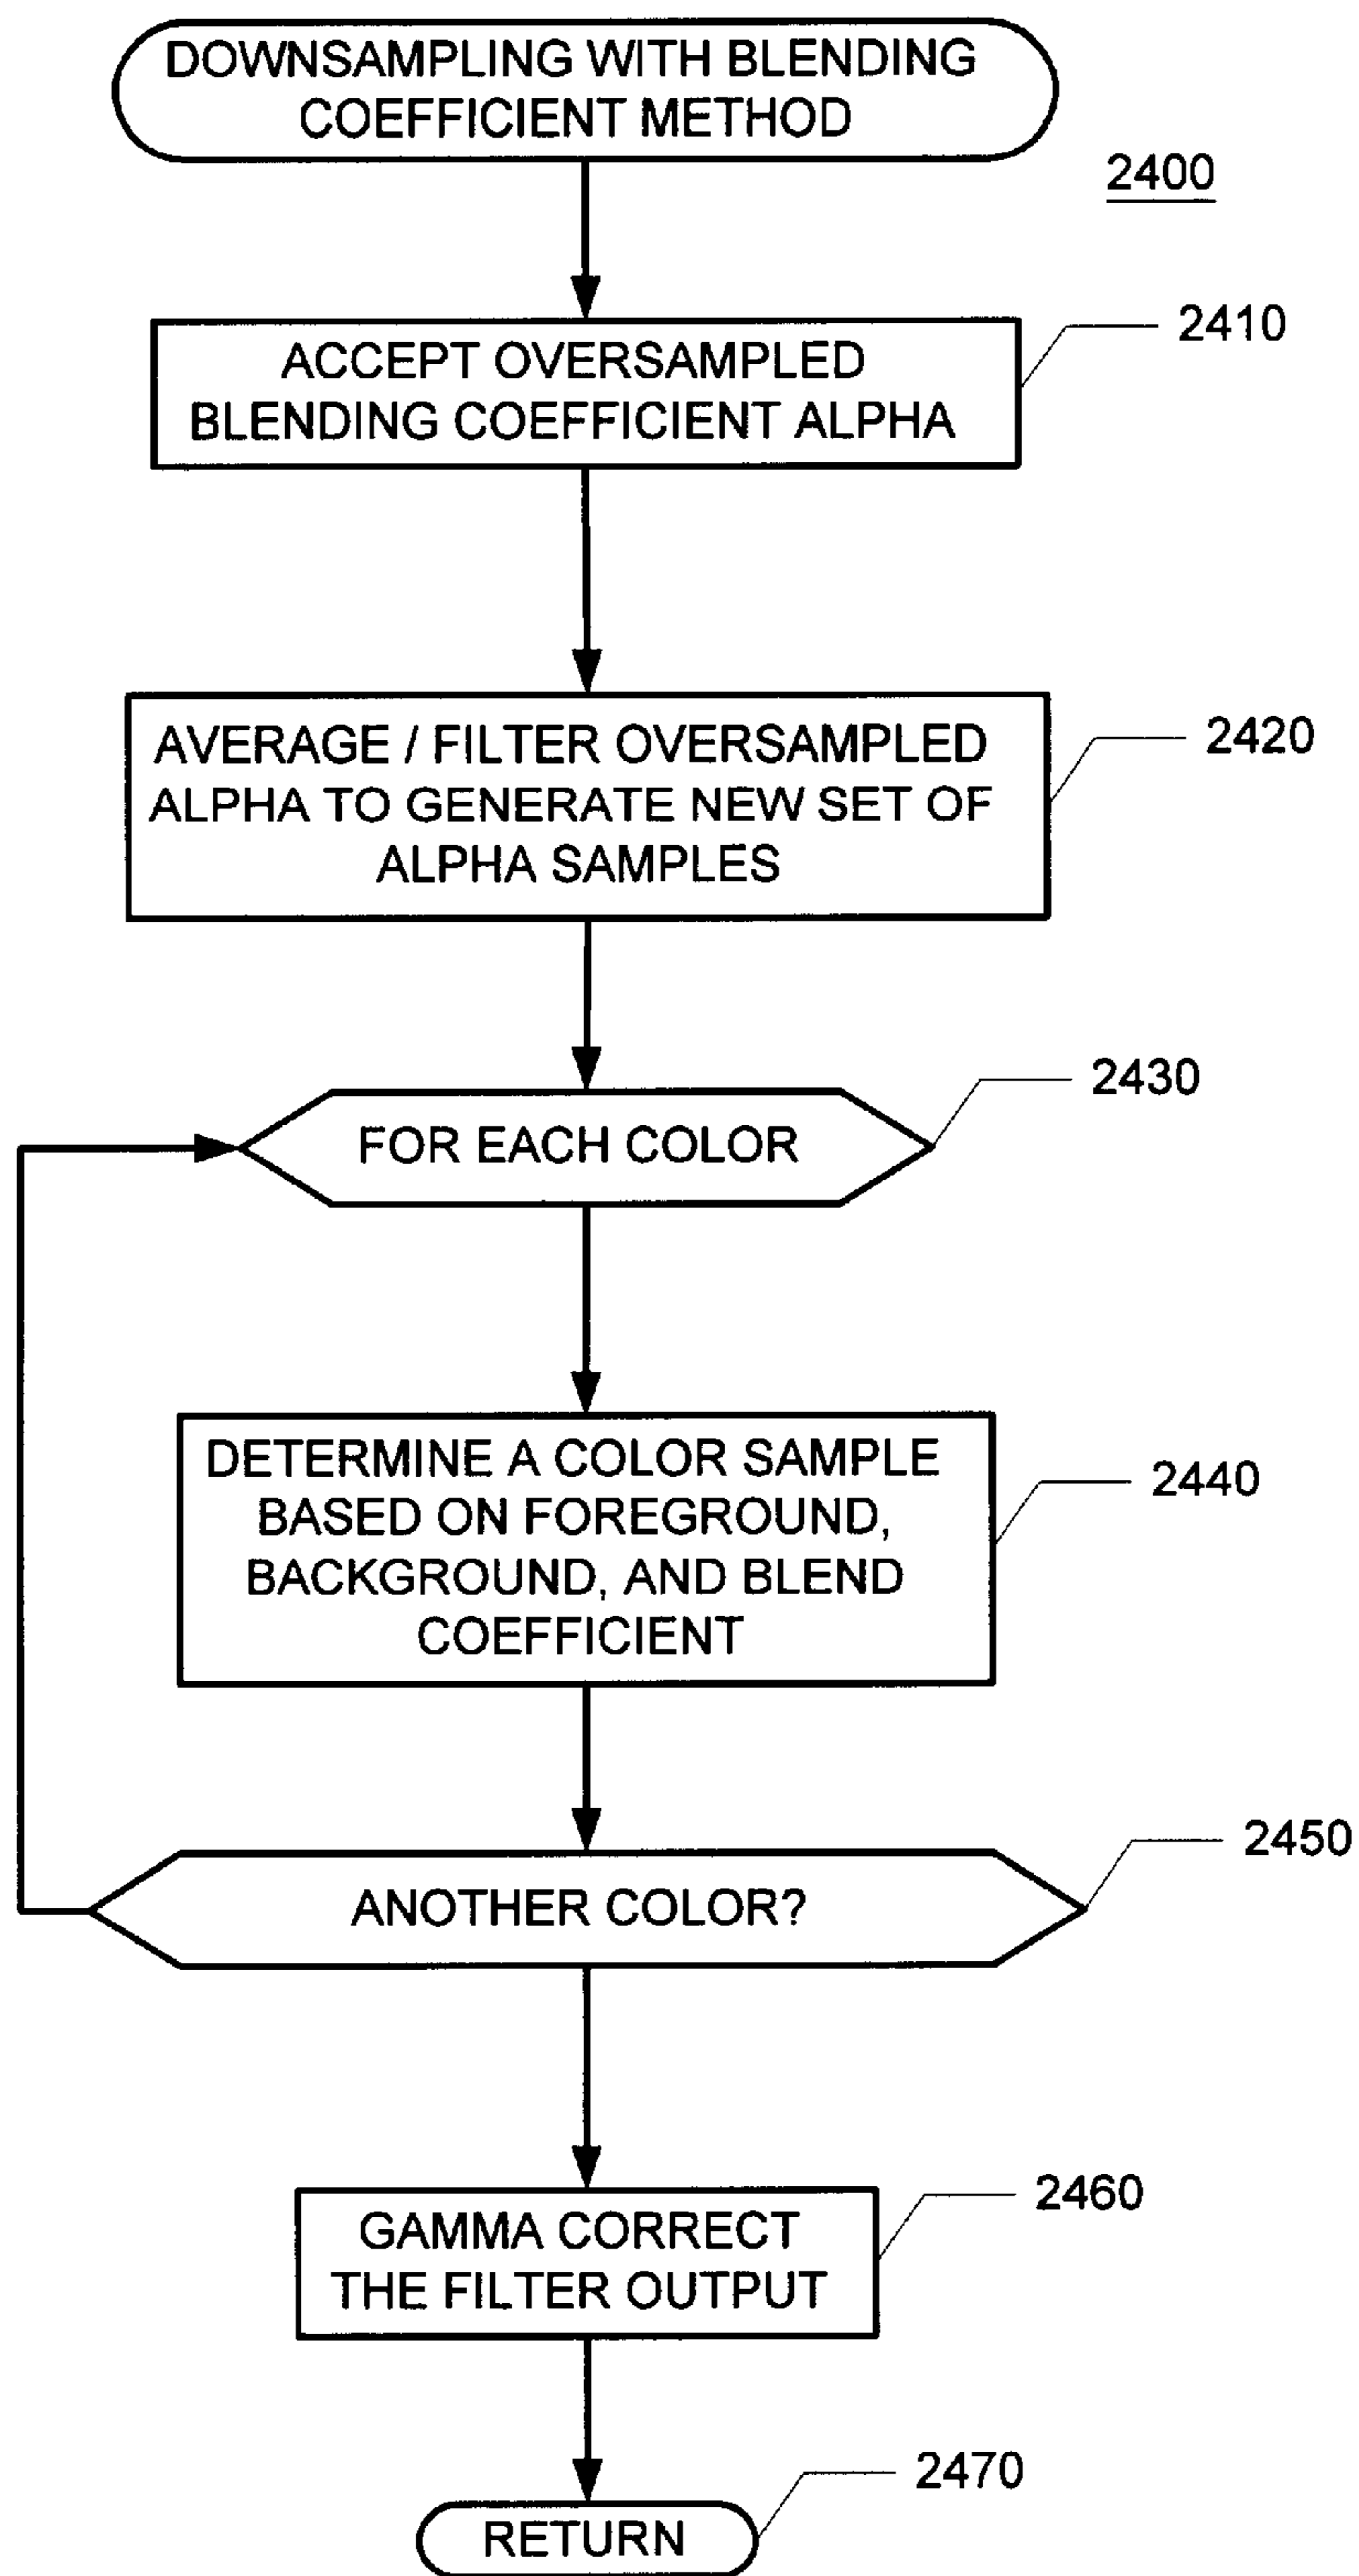 DOWNSAMPLING WITH BLENDING
COEFFICIENT METHOD
2400
2410
ACCEPT OVERSAMPLED
BLENDING COEFFICIENT ALPHA
2420
AVERAGE / FILTER OVERSAMPLED
ALPHA TO GENERATE NEW SET OF
ALPHA SAMPLES
2430
FOR EACH COLOR
2440
DETERMINE A COLOR SAMPLE
BASED ON FOREGROUND,
BACKGROUND, AND BLEND
COEFFICIENT
2450
ANOTHER COLOR?
2460
GAMMA CORRECT
THE FILTER OUTPUT
2470
RETURN